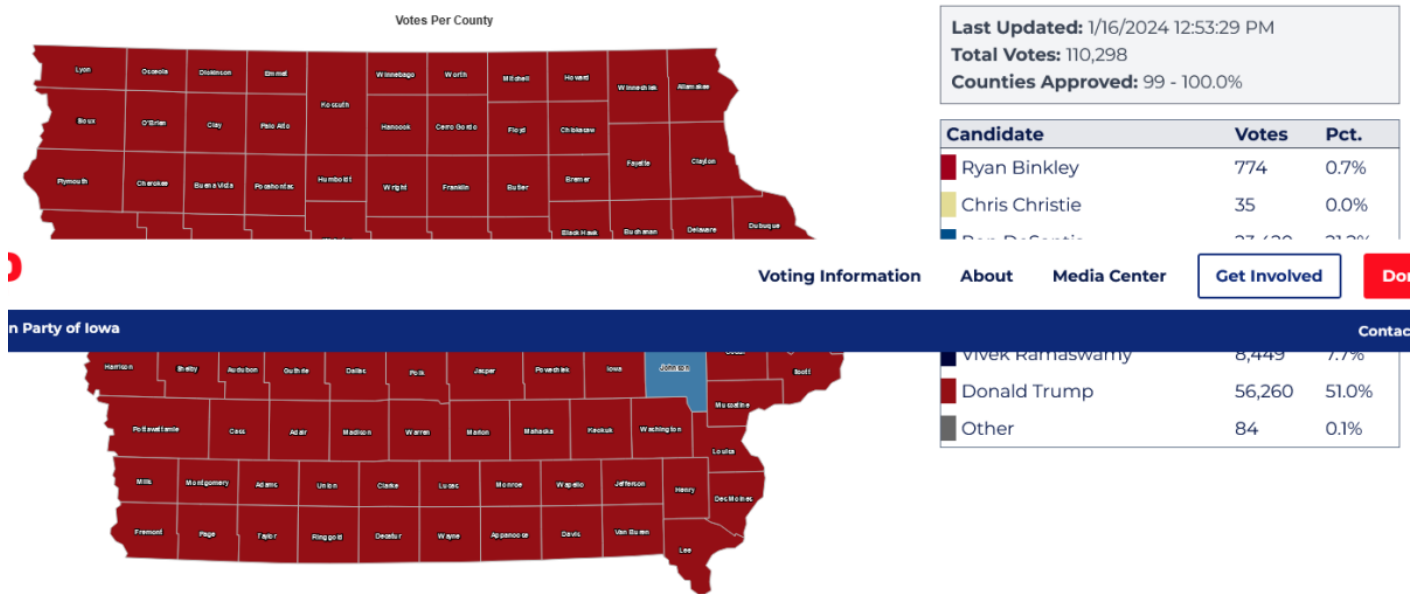 Votes Per County
Last Updated: 1/16/2024 12:53:29 PM
Total Votes: 110,298
Counties Approved: 99 - 100.0%
Candidate Votes Pct.
Ryan Binkley 774 0.7%
Chris Christie 35 0.0%
Lyon Osceola Dickinson Emmet Winnebago Worth Mitchell Howard
Kossuth Winneshiek Allamakee
Sioux O'Brien Clay Palo Alto Hancock Cerro Gordo Floyd Chickasaw
Fayette Clayton
Plymouth Cherokee Buena Vista Pocahontas Humboldt Wright Franklin Butler Bremer
Black Hawk Buchanan Delaware Dubuque
Voting Information About Media Center Get Involved Don
n Party of Iowa Contac
Vivek Ramaswamy 8,449 7.7%
Donald Trump 56,260 51.0%
Other 84 0.1%
Harrison Shelby Audubon Guthrie Dallas Polk Jasper Poweshiek Iowa Johnson Scott
Muscatine
Pottawattamie Cass Adair Madison Warren Marion Mahaska Keokuk Washington
Louisa
Mills Montgomery Adams Union Clarke Lucas Monroe Wapello Jefferson Henry Des Moines
Fremont Page Taylor Ringgold Decatur Wayne Appanoose Davis Van Buren Lee